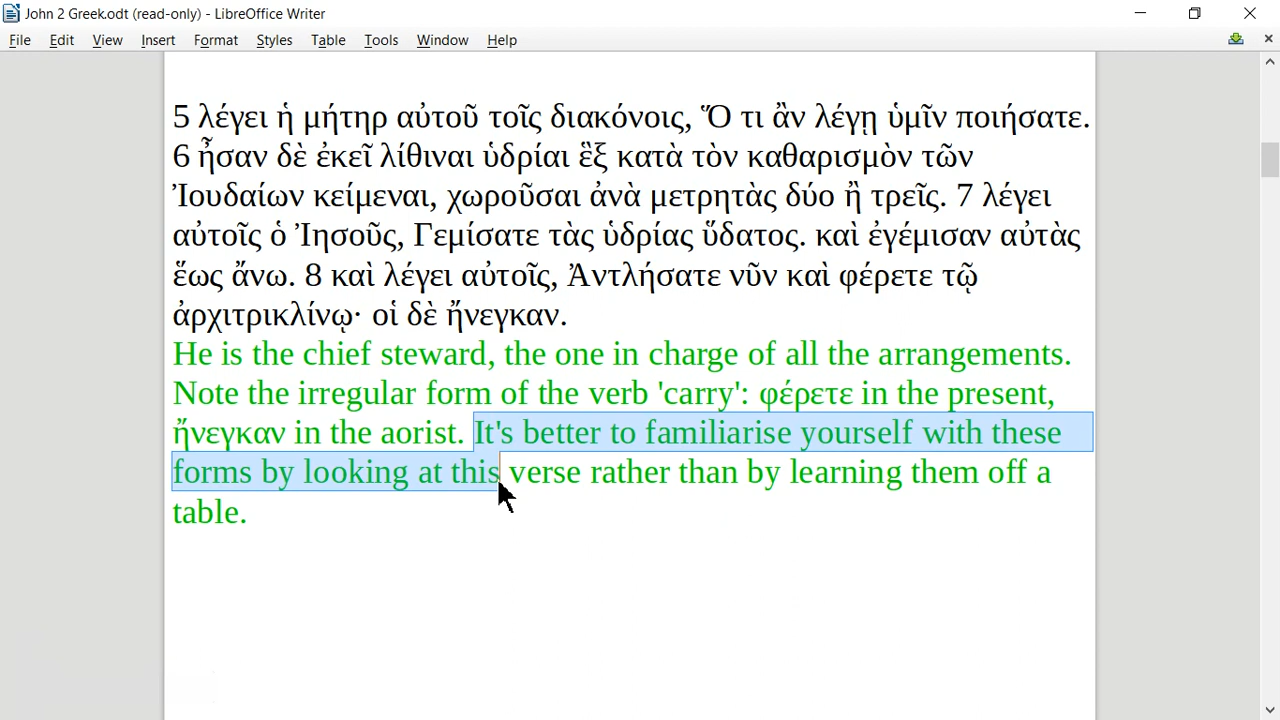 John 2 Greek.odt (read-only) - LibreOffice Writer
File Edit View Insert Format Styles Table Tools Window Help
5 λέγει ἡ μήτηρ αὐτοῦ τοῖς διακόνοις, Ὅ τι ἂν λέγῃ ὑμῖν ποιήσατε.
6 ἦσαν δὲ ἐκεῖ λίθιναι ὑδρίαι ἓξ κατὰ τὸν καθαρισμὸν τῶν
Ἰουδαίων κείμεναι, χωροῦσαι ἀνὰ μετρητὰς δύο ἢ τρεῖς. 7 λέγει
αὐτοῖς ὁ Ἰησοῦς, Γεμίσατε τὰς ὑδρίας ὕδατος. καὶ ἐγέμισαν αὐτὰς
ἕως ἄνω. 8 καὶ λέγει αὐτοῖς, Ἀντλήσατε νῦν καὶ φέρετε τῷ
ἀρχιτρικλίνῳ· οἱ δὲ ἤνεγκαν.
He is the chief steward, the one in charge of all the arrangements.
Note the irregular form of the verb 'carry': φέρετε in the present,
ἤνεγκαν in the aorist. It's better to familiarise yourself with these
forms by looking at this verse rather than by learning them off a
table.